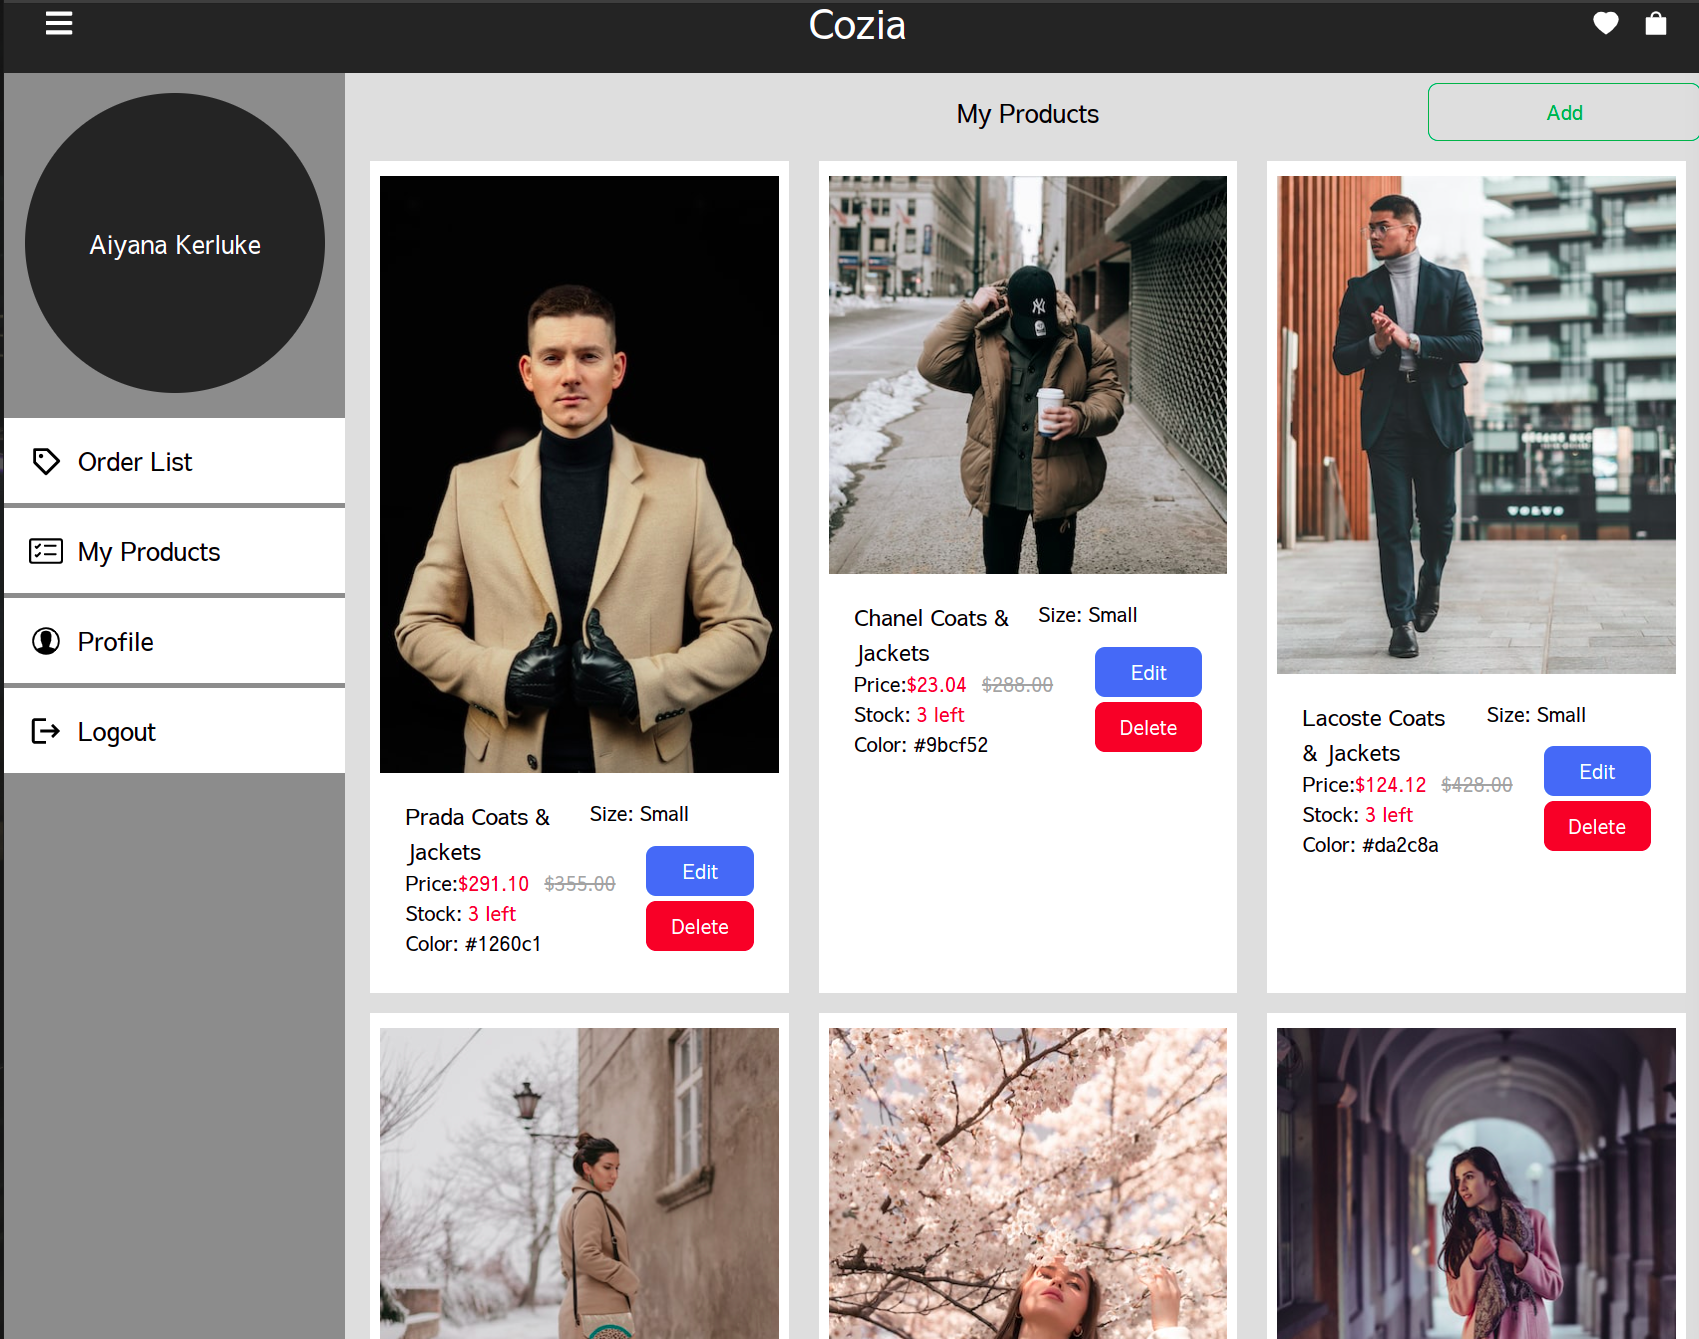 Cozia
Aiyana Kerluke
Order List
My Products
Profile
Logout
My Products
Add
Prada Coats &
Jackets
Size: Small
Price:$291.10 $355.00
Stock: 3 left
Color: #1260c1
Edit
Delete
NY
Chanel Coats &
Jackets
Size: Small
Price:$23.04 $288.00
Stock: 3 left
Color: #9bcf52
Edit
Delete
VOLVO
Lacoste Coats
& Jackets
Size: Small
Price:$124.12 $428.00
Stock: 3 left
Color: #da2c8a
Edit
Delete